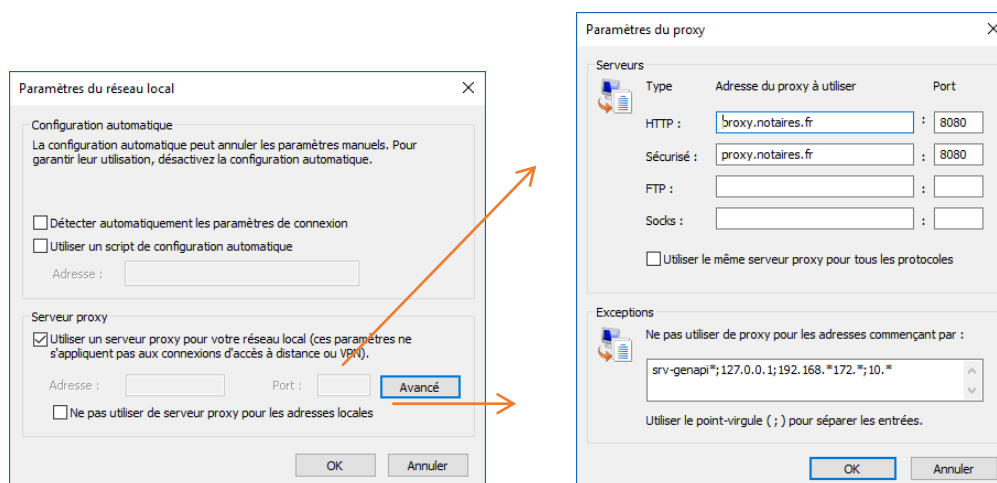 Paramètres du réseau local
Configuration automatique
La configuration automatique peut annuler les paramètres manuels. Pour
garantir leur utilisation, désactivez la configuration automatique.
Détecter automatiquement les paramètres de connexion
Utiliser un script de configuration automatique
Adresse :
Serveur proxy
Utiliser un serveur proxy pour votre réseau local (ces paramètres ne
s'appliquent pas aux connexions d'accès à distance ou VPN).
Adresse : Port : Avancé
Ne pas utiliser de serveur proxy pour les adresses locales
OK Annuler
Paramètres du proxy
Serveurs
Type Adresse du proxy à utiliser Port
HTTP : proxy.notaires.fr : 8080
Sécurisé : proxy.notaires.fr : 8080
FTP : :
Socks : :
Utiliser le même serveur proxy pour tous les protocoles
Exceptions
Ne pas utiliser de proxy pour les adresses commençant par :
srv-genapi*;127.0.0.1;192.168.*172.*;10.*
Utiliser le point-virgule ( ; ) pour séparer les entrées.
OK Annuler